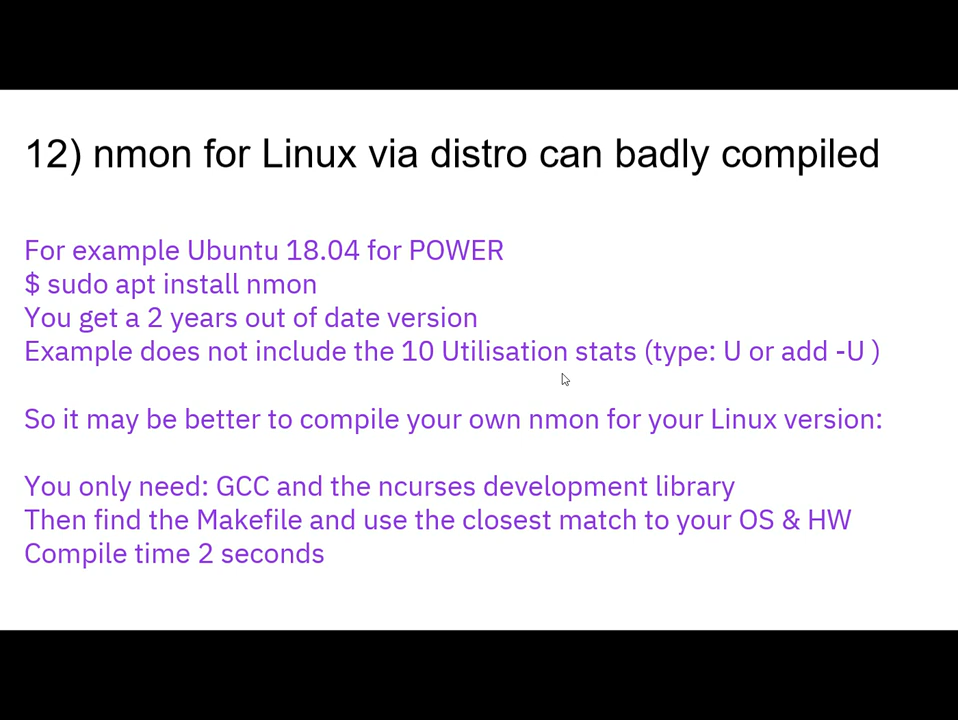 12) nmon for Linux via distro can badly compiled
For example Ubuntu 18.04 for POWER
$ sudo apt install nmon
You get a 2 years out of date version
Example does not include the 10 Utilisation stats (type: U or add -U )
So it may be better to compile your own nmon for your Linux version:
You only need: GCC and the ncurses development library
Then find the Makefile and use the closest match to your OS & HW
Compile time 2 seconds